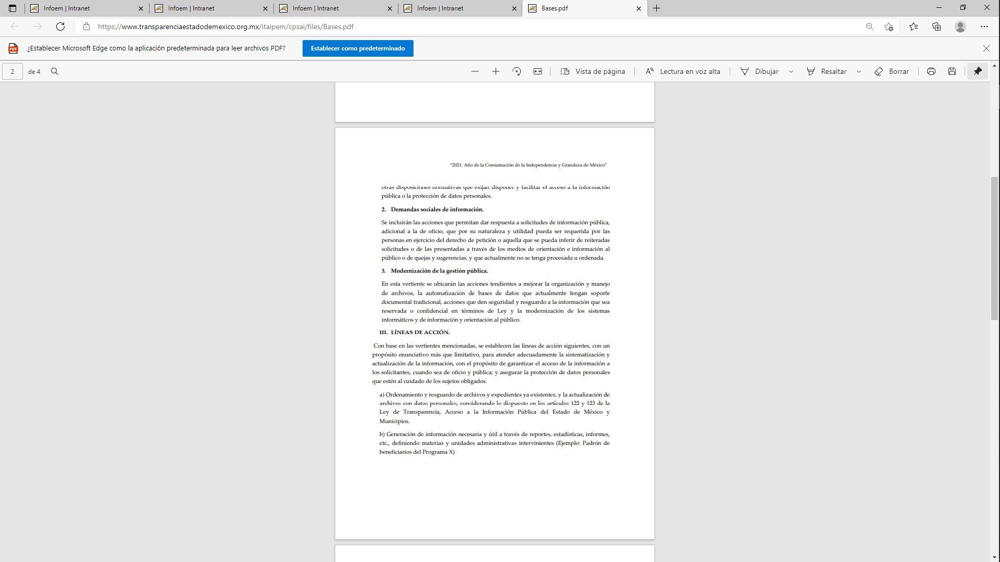 Infoem | Intranet
Infoem | Intranet
Infoem | Intranet
Infoem | Intranet
Bases.pdf
https://www.transparenciaestadodemexico.org.mx/itaipem/cpsai/files/Bases.pdf
PDF
¿Establecer Microsoft Edge como la aplicación predeterminada para leer archivos PDF?
Establecer como predeterminado
2 de 4
Vista de página
Lectura en voz alta
Dibujar
Resaltar
Borrar
“2021. Año de la Consumación de la Independencia y Grandeza de México”
otras disposiciones normativas que exijan disponer y facilitar el acceso a la información
pública o la protección de datos personales.
2. Demandas sociales de información.
Se incluirán las acciones que permitan dar respuesta a solicitudes de información pública,
adicional a la de oficio, que por su naturaleza y utilidad pueda ser requerida por las
personas en ejercicio del derecho de petición o aquella que se pueda inferir de reiteradas
solicitudes o de las presentadas a través de los medios de orientación e información al
público o de quejas y sugerencias, y que actualmente no se tenga procesada u ordenada.
3. Modernización de la gestión pública.
En esta vertiente se ubicarán las acciones tendientes a mejorar la organización y manejo
de archivos, la automatización de bases de datos que actualmente tengan soporte
documental tradicional, acciones que den seguridad y resguardo a la información que sea
reservada o confidencial en términos de Ley y la modernización de los sistemas
informáticos y de información y orientación al público.
III. LÍNEAS DE ACCIÓN.
Con base en las vertientes mencionadas, se establecen las líneas de acción siguientes, con un
propósito enunciativo más que limitativo, para atender adecuadamente la sistematización y
actualización de la información, con el propósito de garantizar el acceso de la información a
los solicitantes, cuando sea de oficio y pública; y asegurar la protección de datos personales
que estén al cuidado de los sujetos obligados.
a) Ordenamiento y resguardo de archivos y expedientes ya existentes, y la actualización de
archivos con datos personales, considerando lo dispuesto en los artículos 122 y 123 de la
Ley de Transparencia, Acceso a la Información Pública del Estado de México y
Municipios.
b) Generación de información necesaria y útil a través de reportes, estadísticas, informes,
etc., definiendo materias y unidades administrativas intervinientes (Ejemplo: Padrón de
beneficiarios del Programa X)